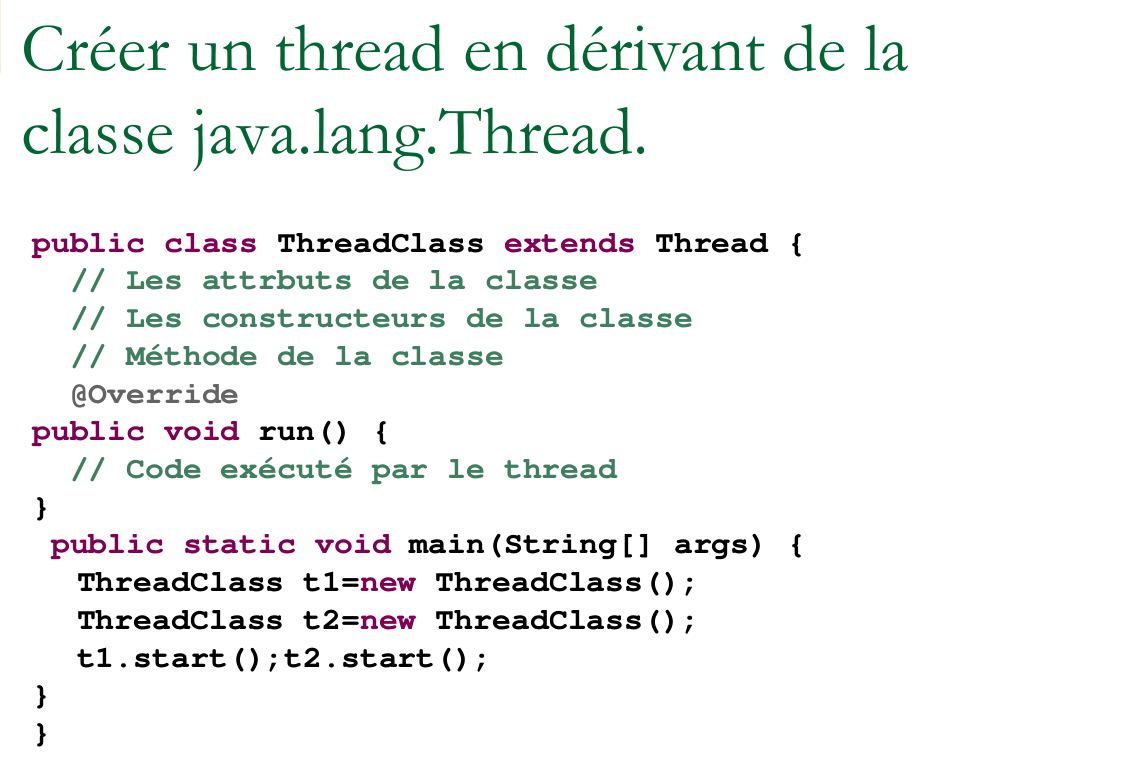 Créer un thread en dérivant de la
classe java.lang.Thread.
public class ThreadClass extends Thread {
// Les attrbuts de la classe
// Les constructeurs de la classe
// Méthode de la classe
@Override
public void run() {
// Code exécuté par le thread
}
public static void main(String[] args) {
ThreadClass t1=new ThreadClass();
ThreadClass t2=new ThreadClass();
t1.start();t2.start();
}
}